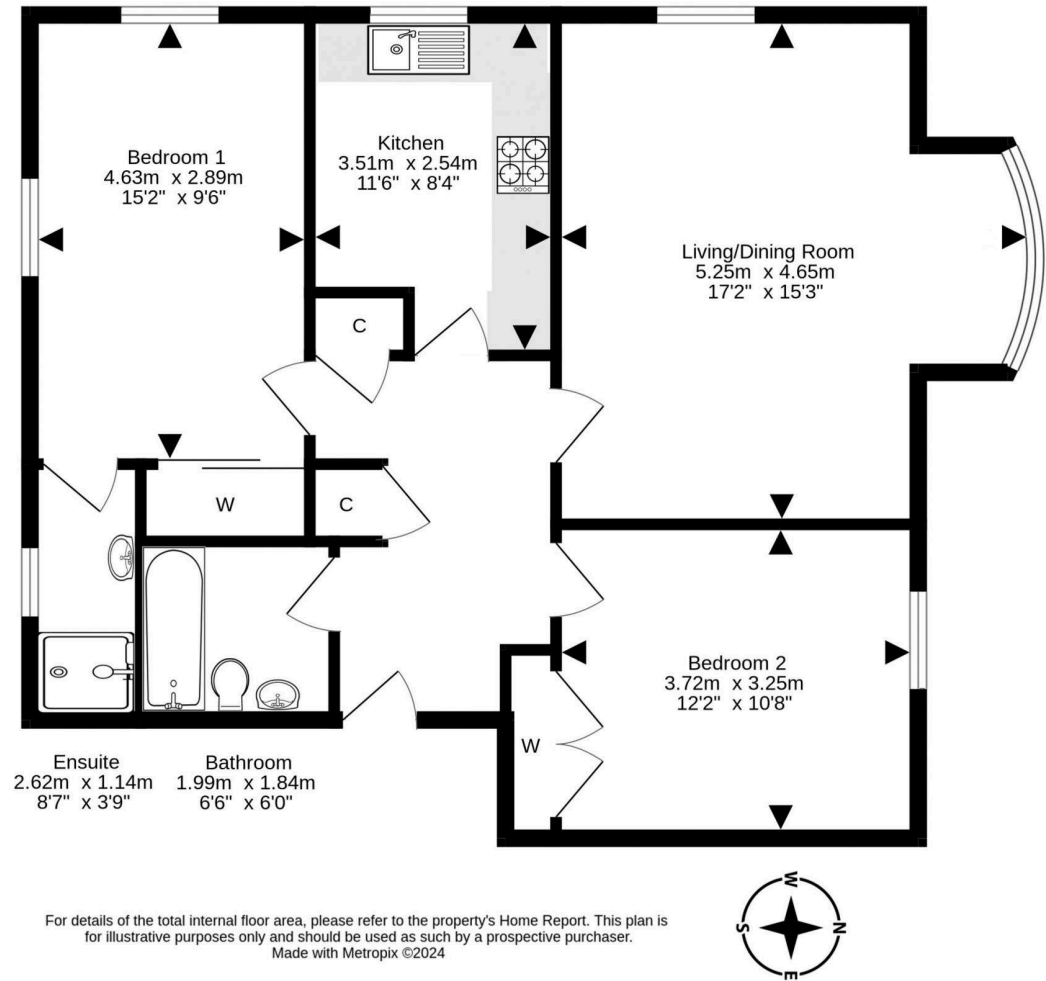 Bedroom 1
4.63m x 2.89m
15'2" x 9'6"
Kitchen
3.51m x 2.54m
11'6" x 8'4"
Living/Dining Room
5.25m x 4.65m
17'2" x 15'3"
C
W
C
Bedroom 2
3.72m x 3.25m
12'2" x 10'8"
W
Ensuite
2.62m x 1.14m
8'7" x 3'9"
Bathroom
1.99m x 1.84m
6'6" x 6'0"
W
S
N
E
For details of the total internal floor area, please refer to the property's Home Report. This plan is
for illustrative purposes only and should be used as such by a prospective purchaser.
Made with Metropix ©2024